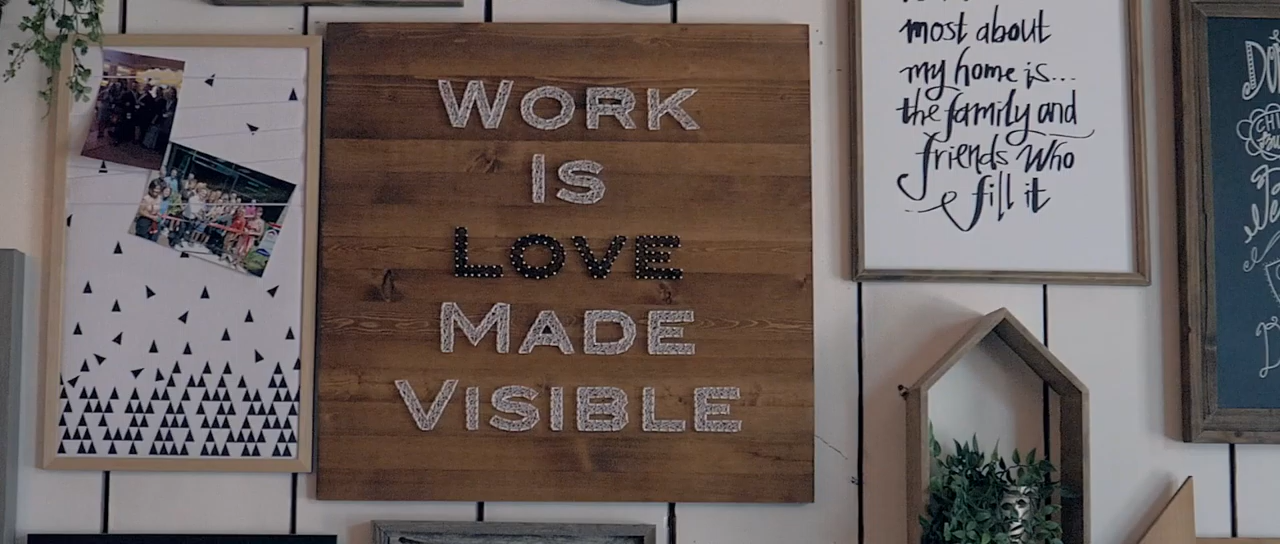 WORK
IS
LOVE
MADE
VISIBLE
most about
my home is...
the family and
friends who
fill it